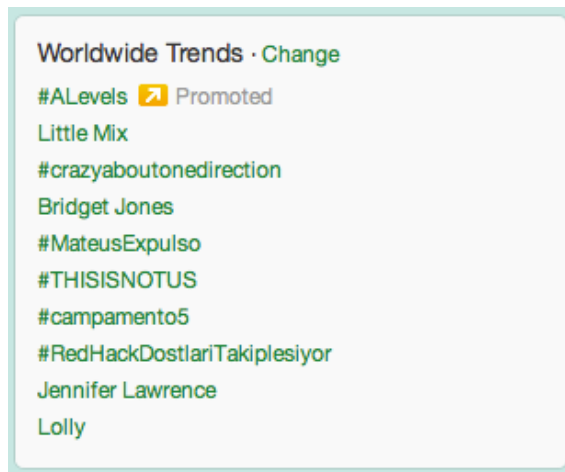 Worldwide Trends · Change
#ALevels Promoted
Little Mix
#crazyaboutonedirection
Bridget Jones
#MateusExpulso
#THISISNOTUS
#campamento5
#RedHackDostlariTakiplesiyor
Jennifer Lawrence
Lolly